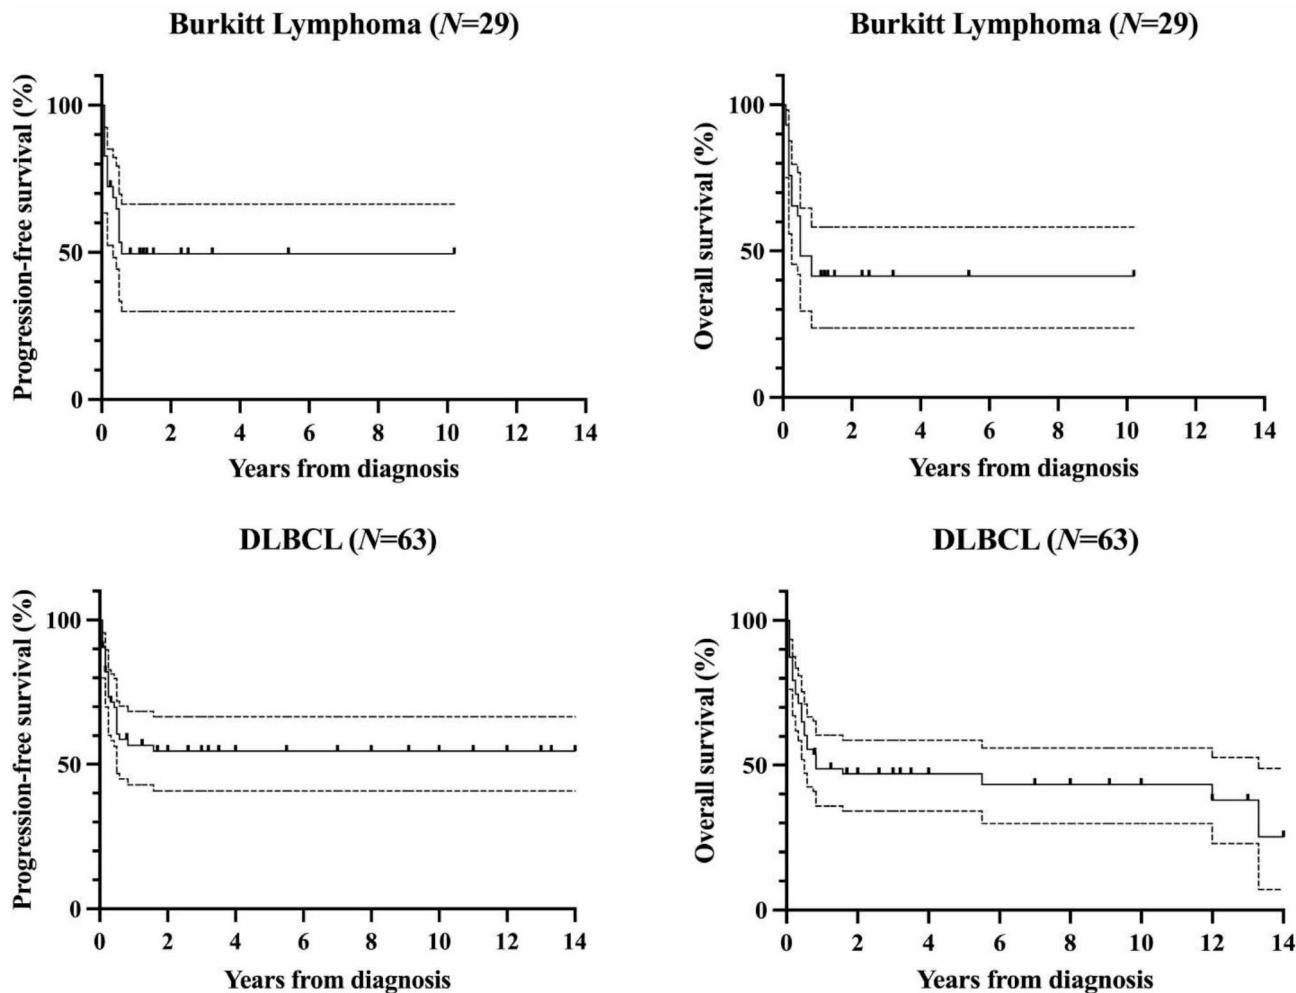 Burkitt Lymphoma (N=29)
Progression-free survival (%)
100
50
0
0 2 4 6 8 10 12 14
Years from diagnosis
Burkitt Lymphoma (N=29)
Overall survival (%)
100
50
0
0 2 4 6 8 10 12 14
Years from diagnosis
DLBCL (N=63)
Progression-free survival (%)
100
50
0
0 2 4 6 8 10 12 14
Years from diagnosis
DLBCL (N=63)
Overall survival (%)
100
50
0
0 2 4 6 8 10 12 14
Years from diagnosis